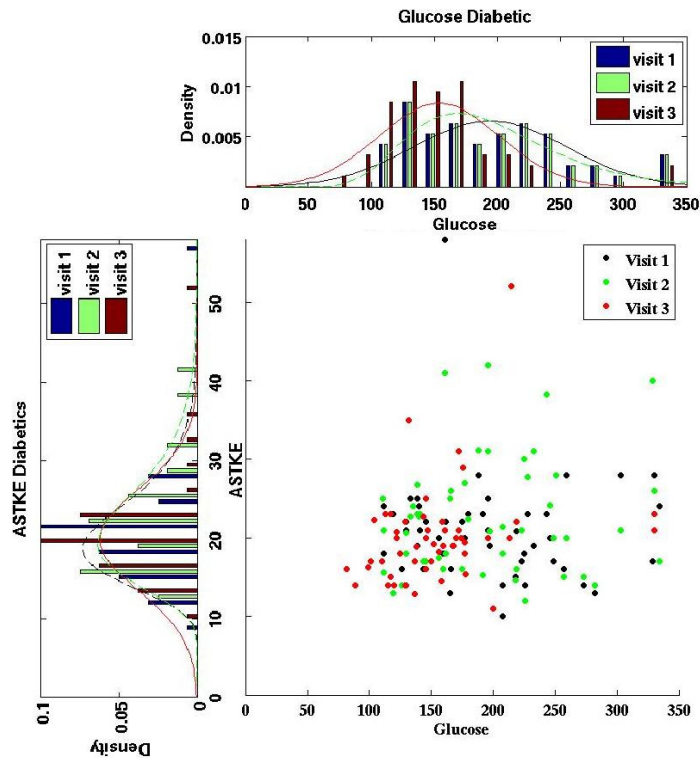 Glucose Diabetic
0.015
0.01
0.005
Density
visit 1
visit 2
visit 3
0 50 100 150 200 250 300 350
Glucose
visit 1
visit 2
visit 3
ASTKE Diabetics
0.1 0.05 0
Density
50
40
30
20
10
0
ASTKE
Visit 1
Visit 2
Visit 3
0 50 100 150 200 250 300 350
Glucose